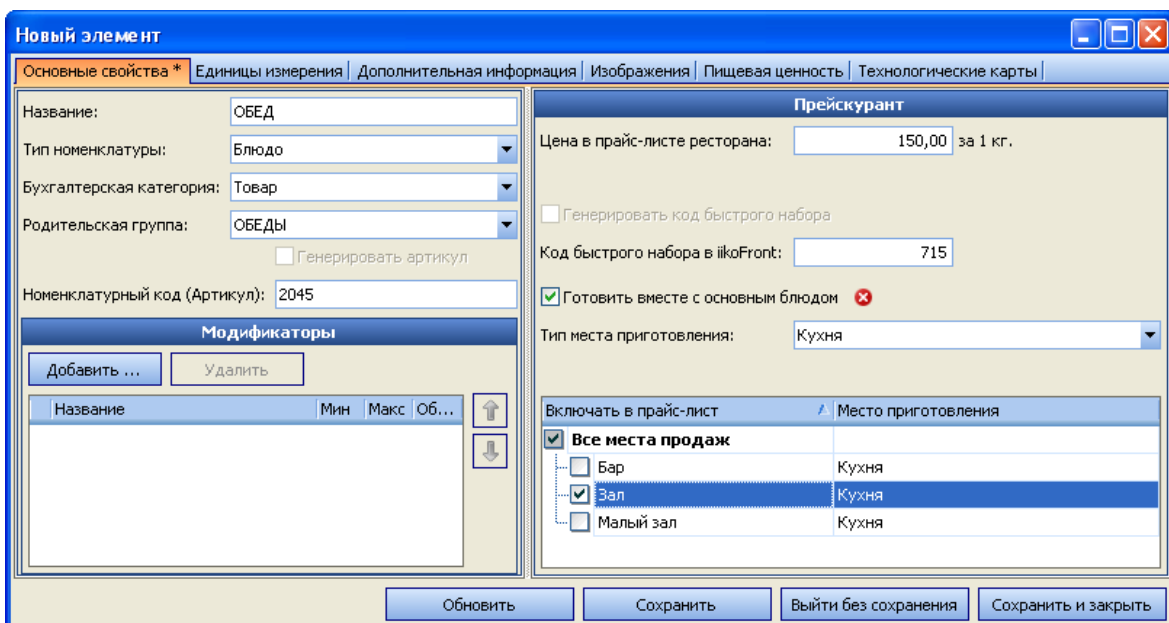 Новый элемент
Основные свойства * Единицы измерения Дополнительная информация Изображения Пищевая ценность Технологические карты
Название: ОБЕД
Тип номенклатуры: Блюдо
Бухгалтерская категория: Товар
Родительская группа: ОБЕДЫ
Генерировать артикул
Номенклатурный код (Артикул): 2045
Модификаторы
Добавить ... Удалить
Название Мин Макс Об...
Прейскурант
Цена в прайс-листе ресторана: 150,00 за 1 кг.
Генерировать код быстрого набора
Код быстрого набора в iikoFront: 715
Готовить вместе с основным блюдом
Тип места приготовления: Кухня
Включать в прайс-лист Место приготовления
Все места продаж
Бар Кухня
Зал Кухня
Малый зал Кухня
Обновить Сохранить Выйти без сохранения Сохранить и закрыть